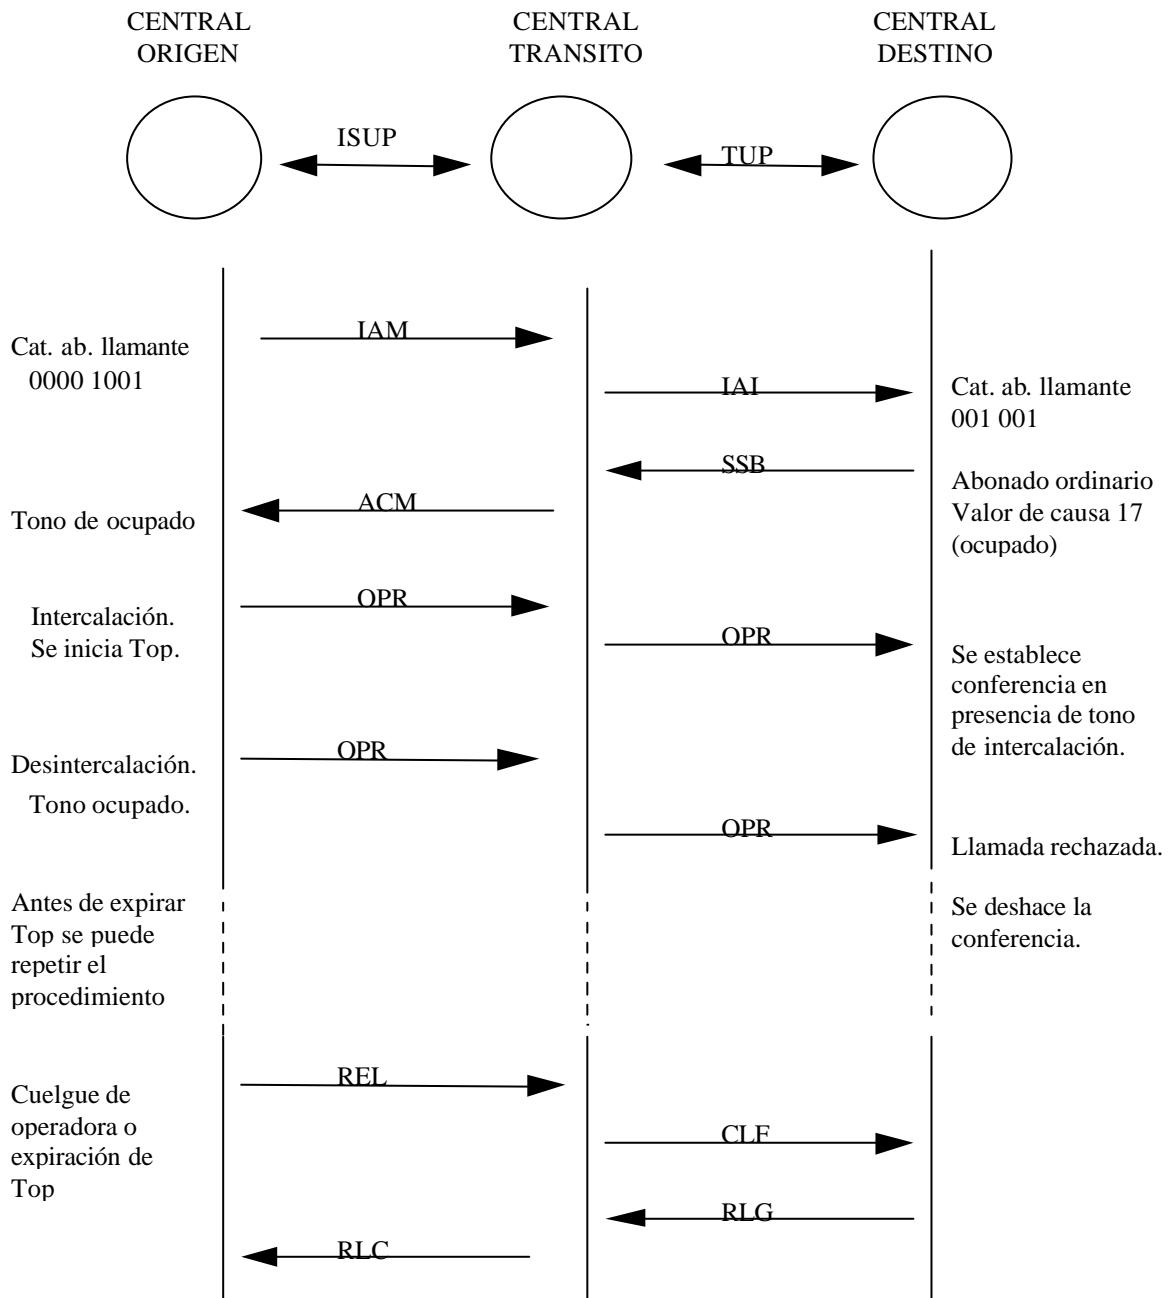 CENTRAL
ORIGEN
CENTRAL
TRANSITO
CENTRAL
DESTINO
ISUP
TUP
IAM
Cat. ab. llamante
0000 1001
IAI
Cat. ab. llamante
001 001
SSB
Abonado ordinario
Valor de causa 17
(ocupado)
ACM
Tono de ocupado
OPR
Intercalación.
Se inicia Top.
OPR
Se establece
conferencia en
presencia de tono
de intercalación.
OPR
Desintercalación.
Tono ocupado.
OPR
Llamada rechazada.
Antes de expirar
Top se puede
repetir el
procedimiento
Se deshace la
conferencia.
REL
Cuelgue de
operadora o
expiración de
Top
CLF
RLG
RLC